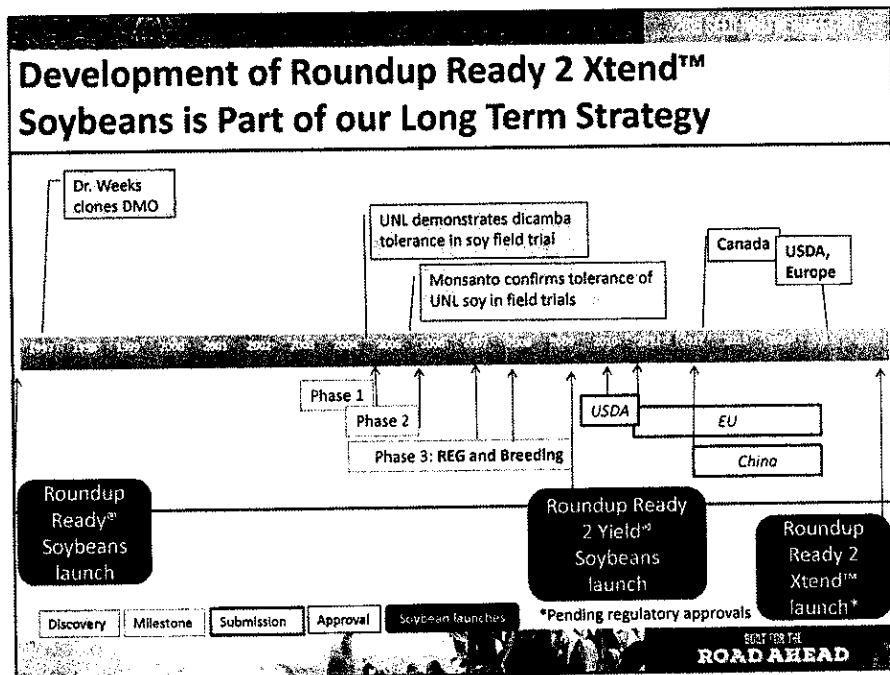 Development of Roundup Ready 2 Xtend™
Soybeans is Part of our Long Term Strategy
Dr. Weeks
clones DMO
UNL demonstrates dicamba
tolerance in soy field trial
Monsanto confirms tolerance of
UNL soy in field trials
Canada
USDA,
Europe
Phase 1
Phase 2
Phase 3: REG and Breeding
USDA
EU
China
Roundup
Ready®
Soybeans
launch
Roundup Ready
2 Yield®
Soybeans
launch
Roundup
Ready 2
Xtend™
launch*
Discovery
Milestone
Submission
Approval
Soybean launches
*Pending regulatory approvals
BUILT FOR THE
ROAD AHEAD